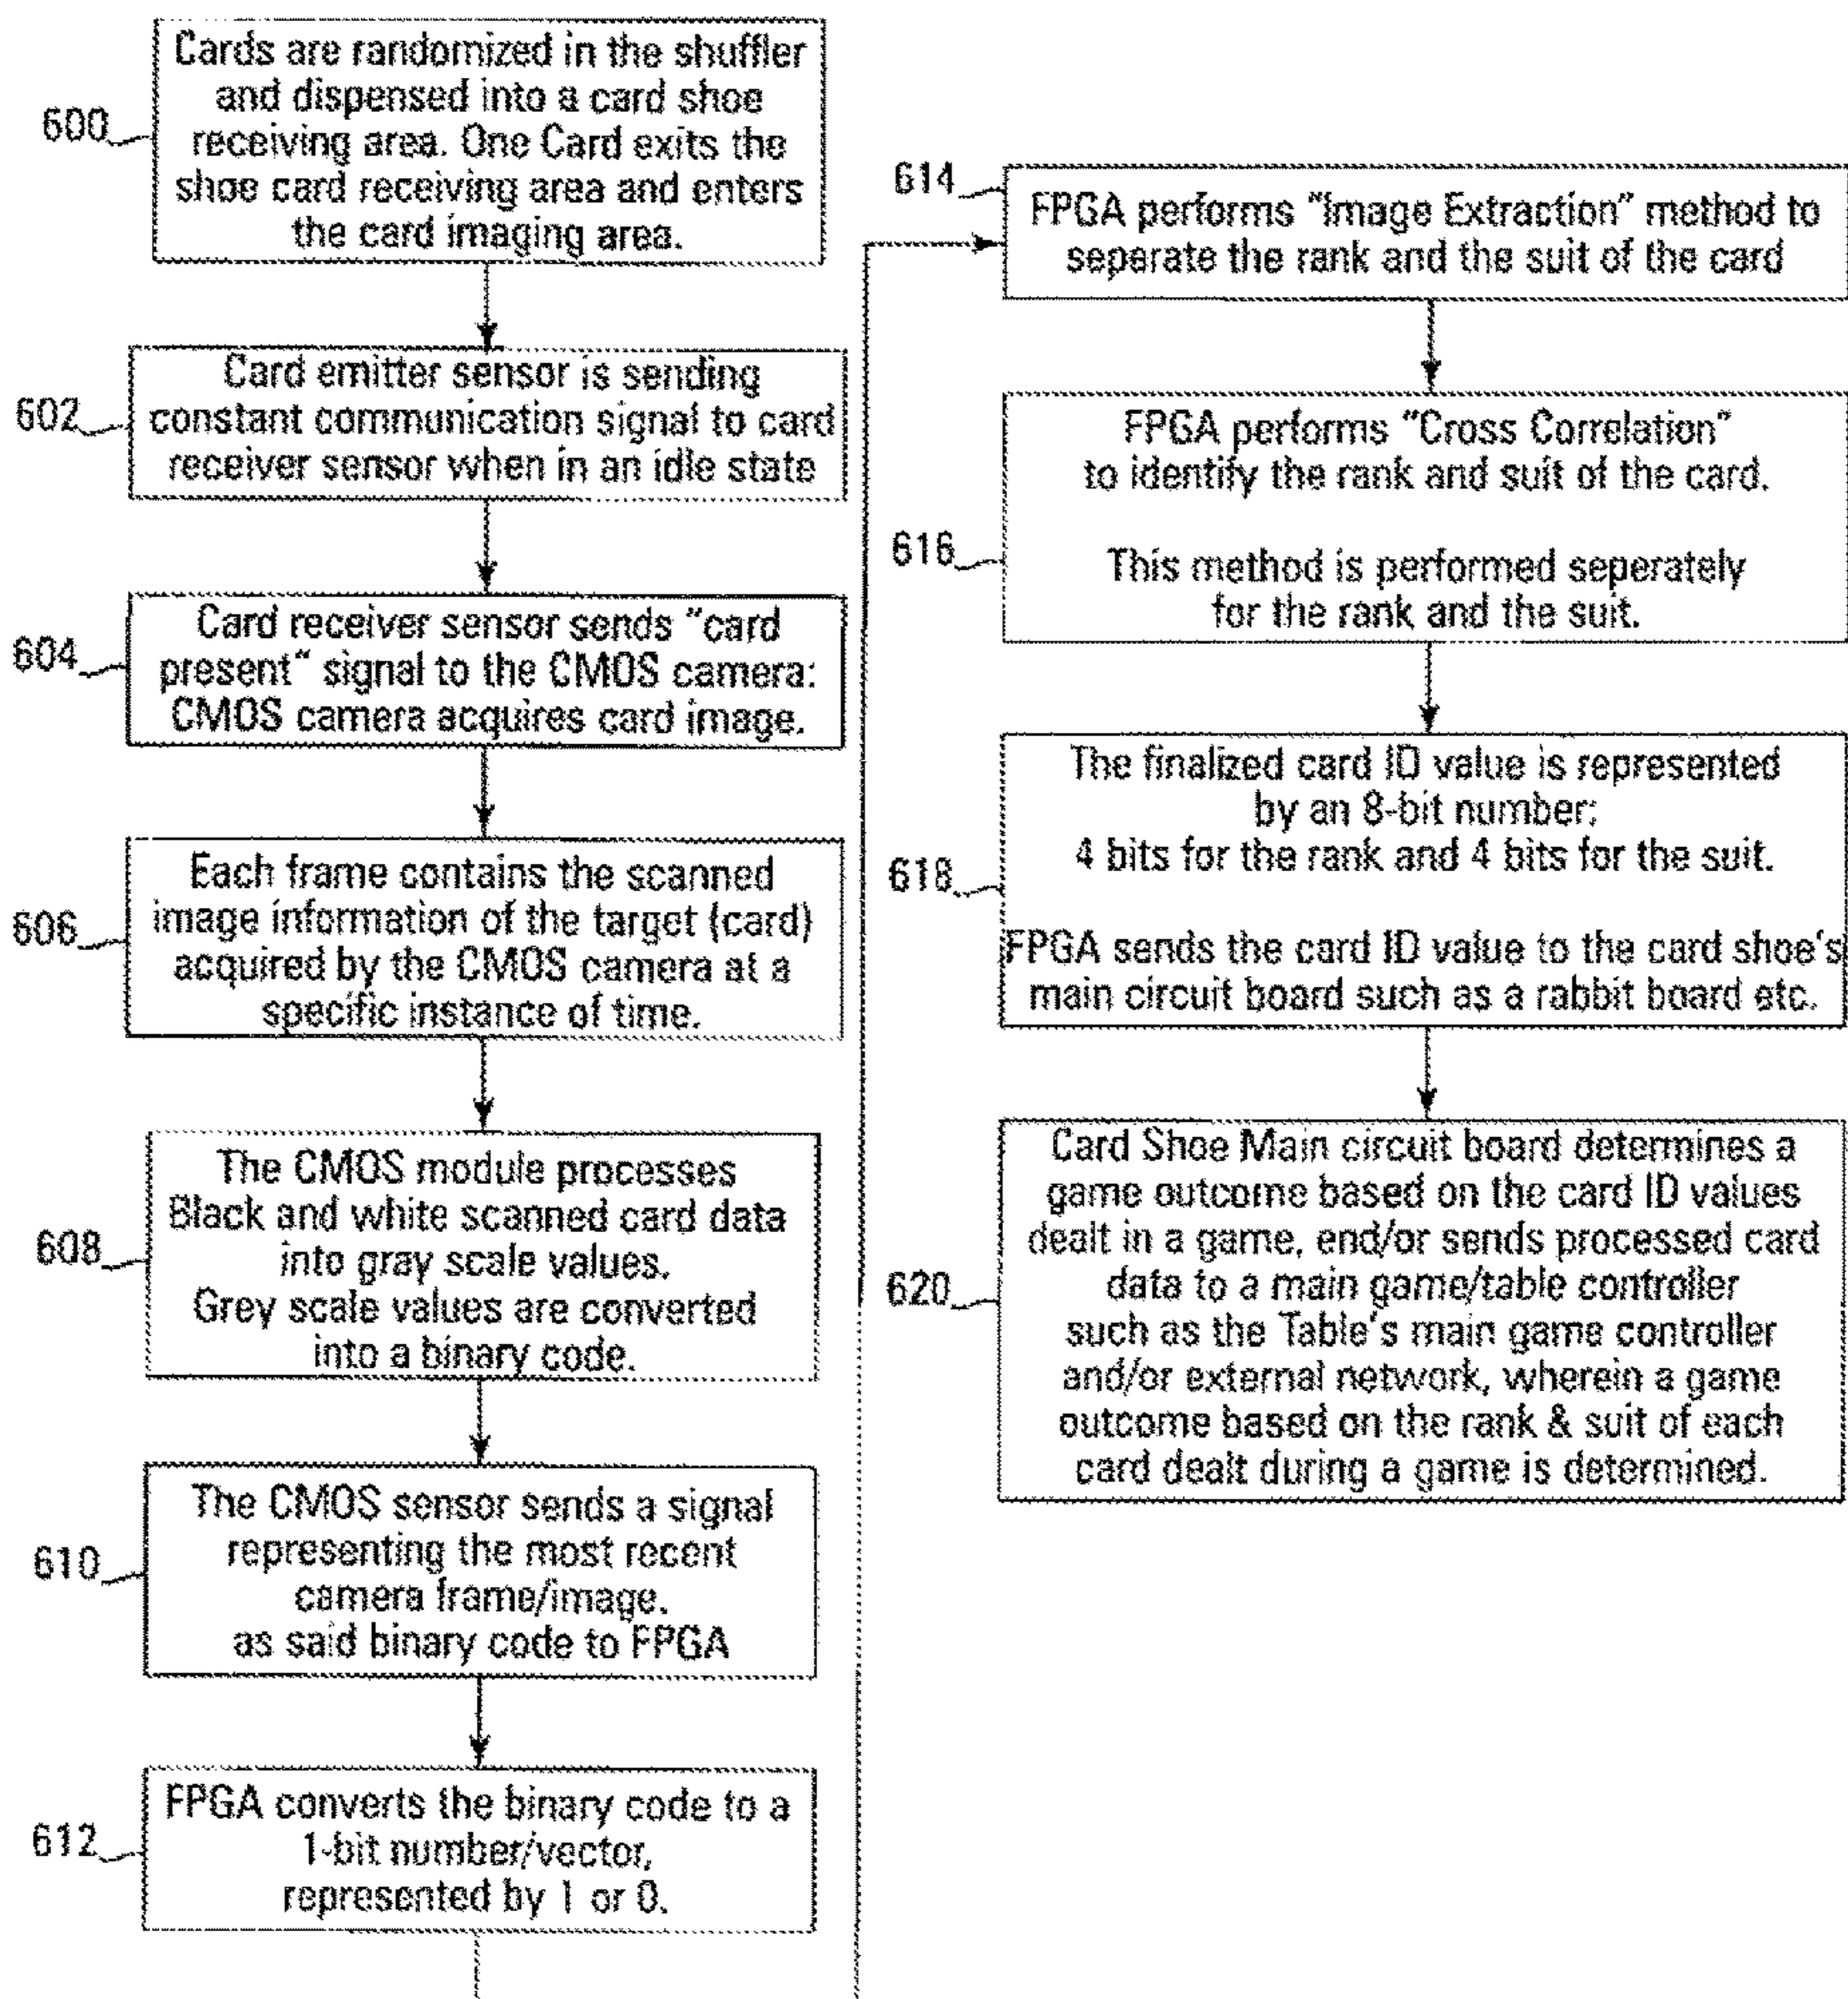 600
Cards are randomized in the shuffler
and dispensed into a card shoe
receiving area. One Card exits the
shoe card receiving area and enters
the card imaging area.
602
Card emitter sensor is sending
constant communication signal to card
receiver sensor when in an idle state
604
Card receiver sensor sends "card
present" signal to the CMOS camera:
CMOS camera acquires card image.
606
Each frame contains the scanned
image information of the target (card)
acquired by the CMOS camera at a
specific instance of time.
608
The CMOS module processes
Black and white scanned card data
into gray scale values.
Grey scale values are converted
into a binary code.
610
The CMOS sensor sends a signal
representing the most recent
camera frame/image.
as said binary code to FPGA
612
FPGA converts the binary code to a
1-bit number/vector,
represented by 1 or 0.
614
FPGA performs "Image Extraction" method to
seperate the rank and the suit of the card
616
FPGA performs "Cross Correlation"
to identify the rank and suit of the card.
This method is performed seperately
for the rank and the suit.
618
The finalized card ID value is represented
by an 8-bit number:
4 bits for the rank and 4 bits for the suit.
FPGA sends the card ID value to the card shoe's
main circuit board such as a rabbit board etc.
620
Card Shoe Main circuit board determines a
game outcome based on the card ID values
dealt in a game, end/or sends processed card
data to a main game/table controller
such as the Table's main game controller
and/or external network, wherein a game
outcome based on the rank & suit of each
card dealt during a game is determined.